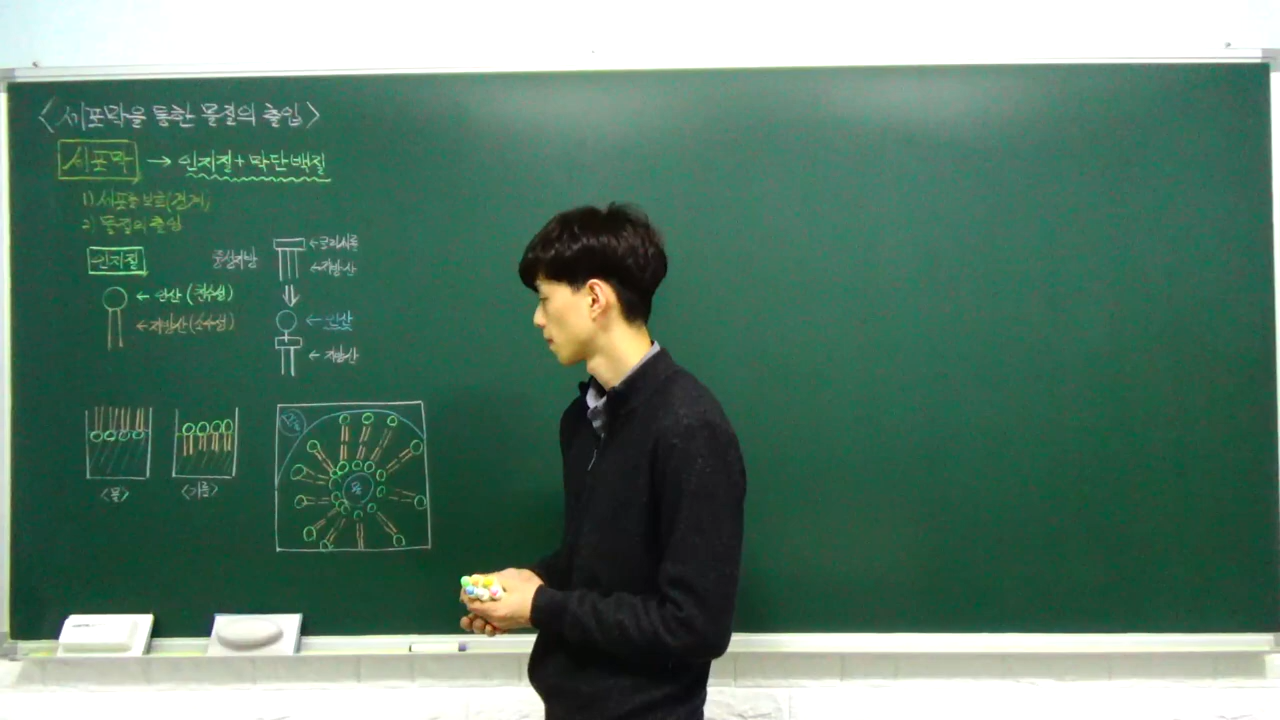 <세포막을 통한 물질의 출입>
세포막 → 인지질 + 막단백질
1) 세포를 보호(경계)
2) 물질의 출입
인지질
← 인산 (친수성)
← 지방산 (소수성)
중성지방
← 글리세롤
← 지방산
← 인산
← 지방산
<물>
<기름>
물
물